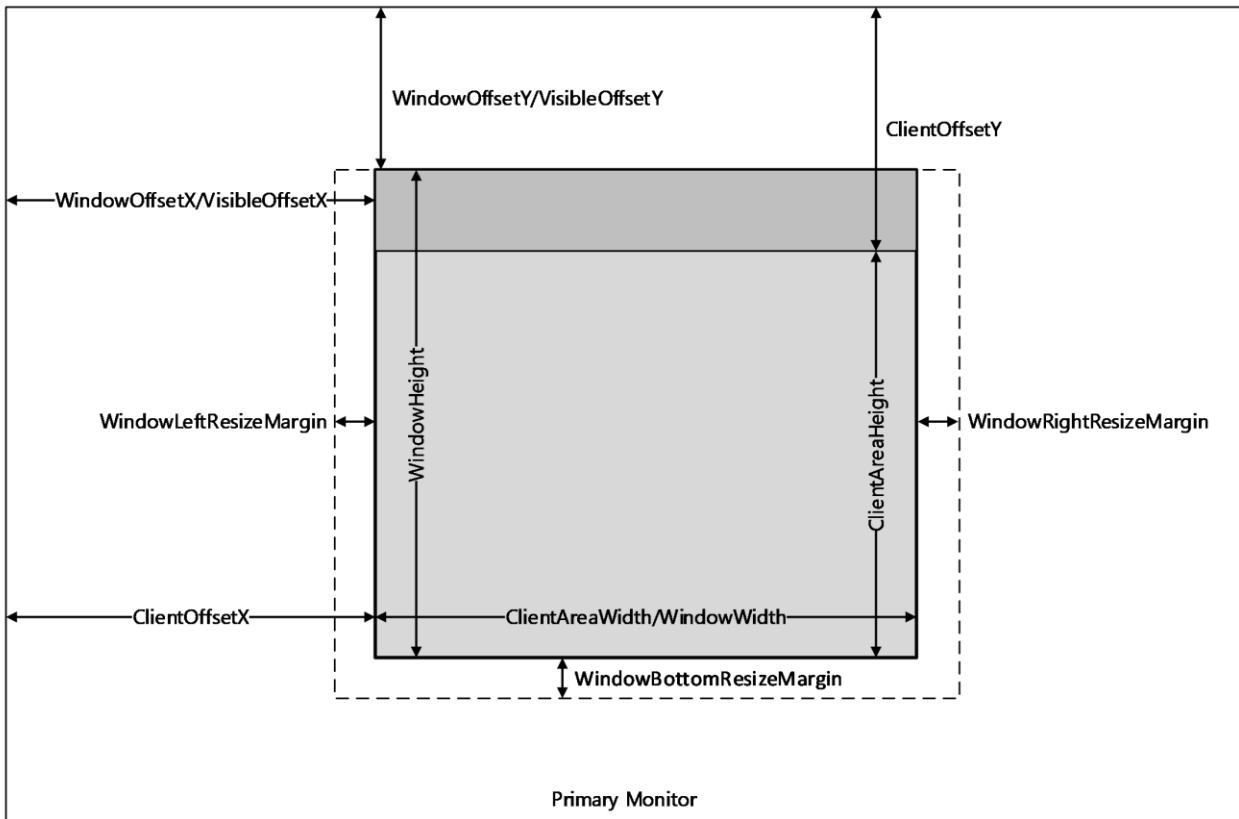 WindowOffsetY/VisibleOffsetY
ClientOffsetY
WindowOffsetX/VisibleOffsetX
WindowHeight
ClientAreaHeight
WindowLeftResizeMargin
WindowRightResizeMargin
ClientOffsetX
ClientAreaWidth/WindowWidth
WindowBottomResizeMargin
Primary Monitor